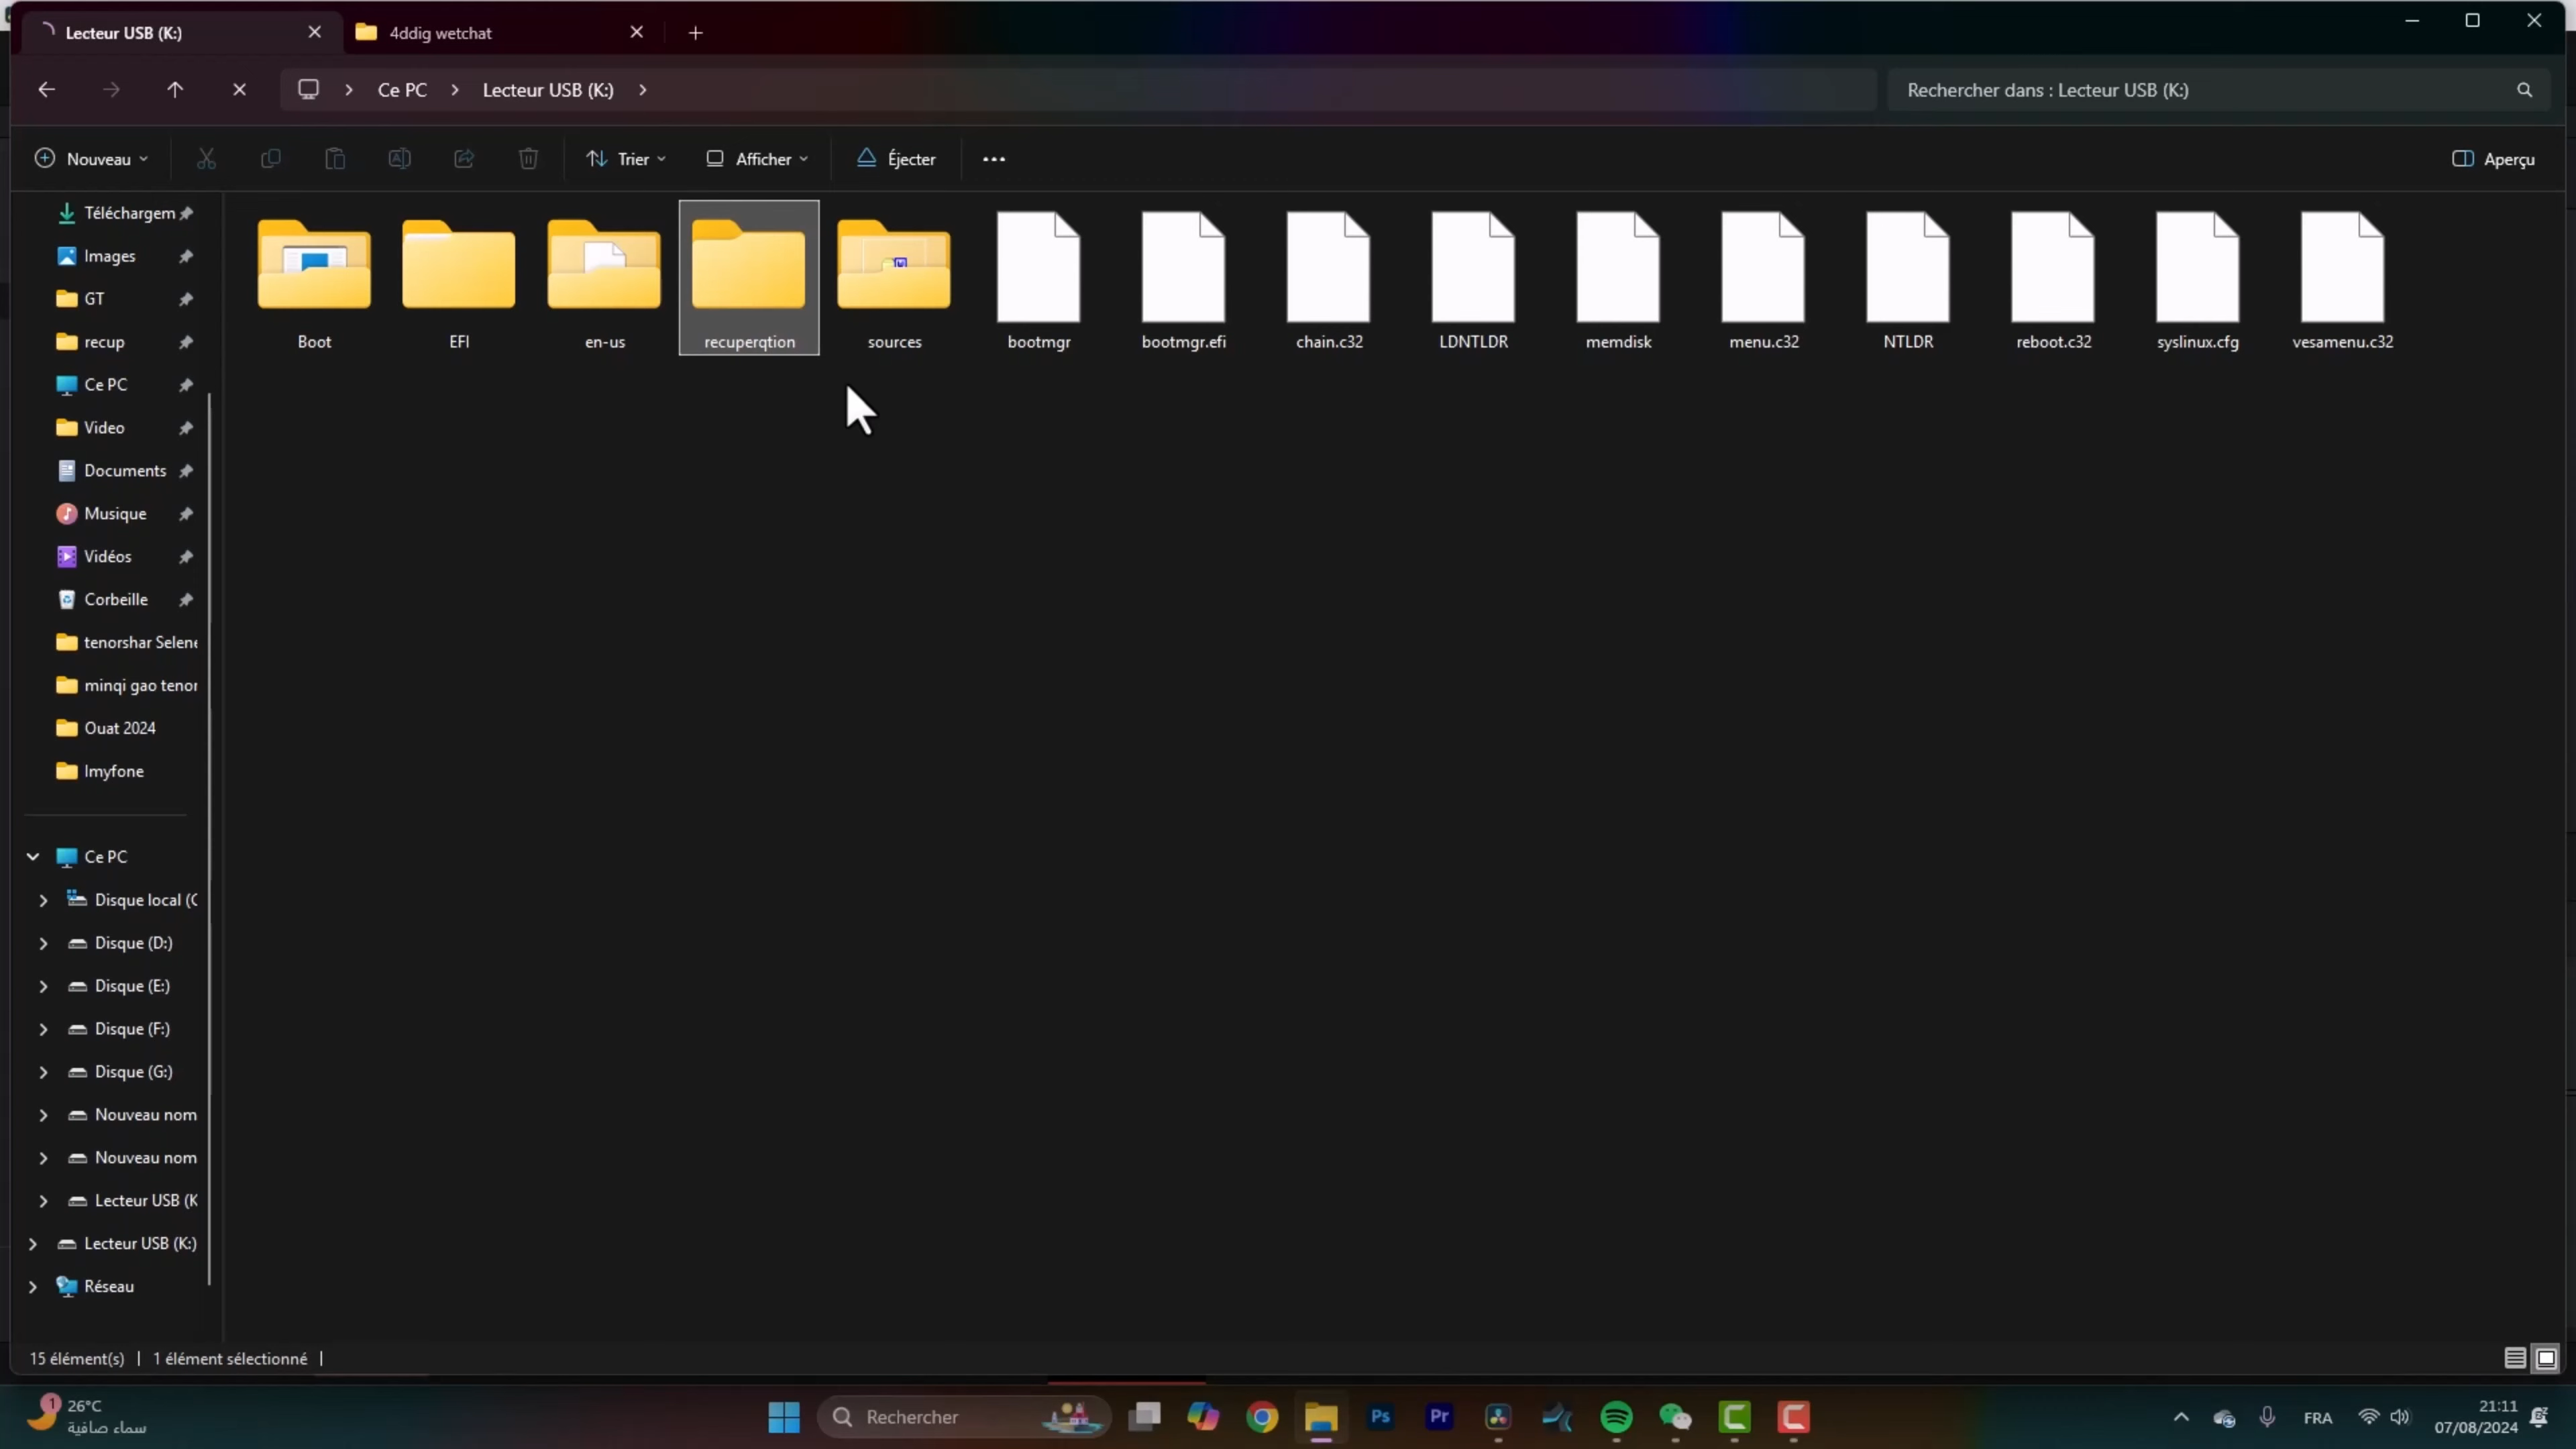 Lecteur USB (K:)
4ddig wetchat
Ce PC
Lecteur USB (K:)
Rechercher dans : Lecteur USB (K:)
Nouveau
Trier
Afficher
Éjecter
Aperçu
Téléchargem
Images
GT
recup
Ce PC
Video
Documents
Musique
Vidéos
Corbeille
tenorshar Selene
minqi gao tenor
Ouat 2024
Imyfone
Ce PC
Disque local (C
Disque (D:)
Disque (E:)
Disque (F:)
Disque (G:)
Nouveau nom
Nouveau nom
Lecteur USB (K
Lecteur USB (K:)
Réseau
Boot
EFI
en-us
recuperqtion
sources
bootmgr
bootmgr.efi
chain.c32
LDNTLDR
memdisk
menu.c32
NTLDR
reboot.c32
syslinux.cfg
vesamenu.c32
15 élément(s)
1 élément sélectionné
1
26°C
سماء صافية
Rechercher
Ps
Pr
FRA
21:11
07/08/2024